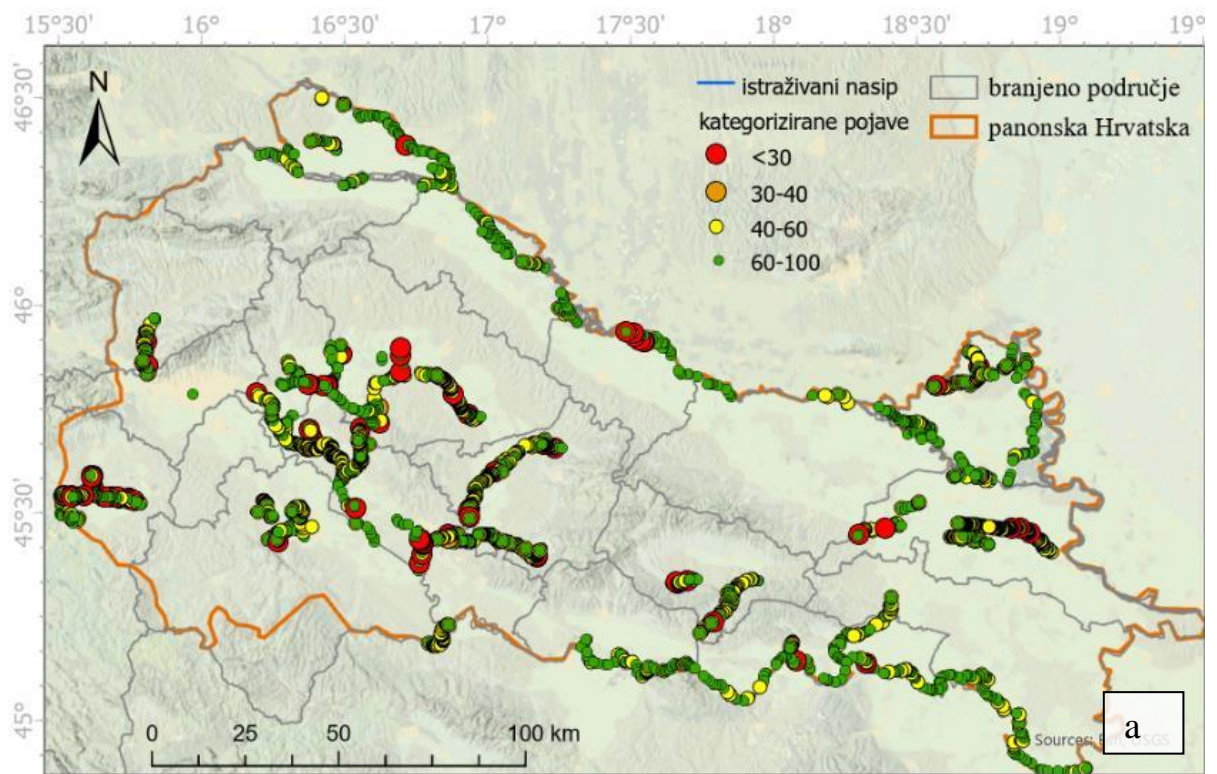 15°30' 16° 16°30' 17° 17°30' 18° 18°30' 19° 19°
46°30'
46°
45°30'
45°
N
istraživani nasip
kategorizirane pojave
<30
30-40
40-60
60-100
branjeno područje
panonska Hrvatska
0 25 50 100 km
a
Sources: USGS